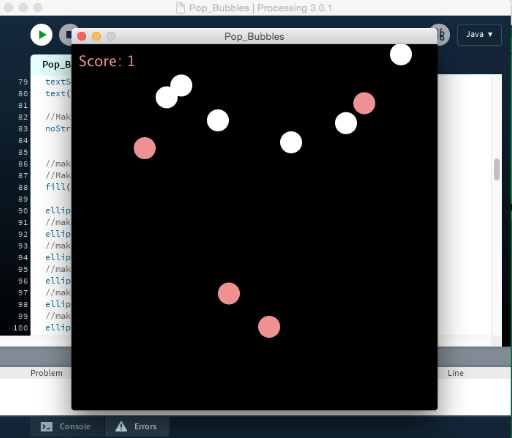 Pop_Bubbles | Processing 3.0.1
Java ▾
Pop_Bubbles
Pop_B
Score: 1
79 textS
80 text(
81
82 //Mak
83 noStr
84
85
86 //mak
87 //Mak
88 fill(
89
90 ellip
91 //mak
92 ellip
93 //mak
94 ellip
95 //mak
96 ellip
97 //mak
98 ellip
99 //mak
100 ellip
Problem
Line
Console
Errors